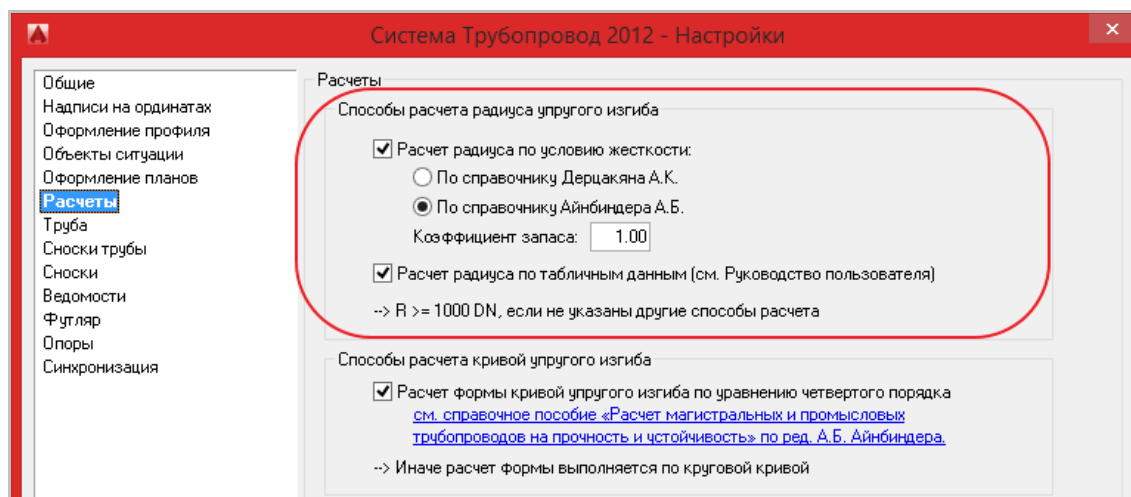 Система Трубопровод 2012 - Настройки
Общие
Надписи на ординатах
Оформление профиля
Объекты ситуации
Оформление планов
Расчеты
Труба
Сноски трубы
Сноски
Ведомости
Футляр
Опоры
Синхронизация
Расчеты
Способы расчета радиуса упругого изгиба
Расчет радиуса по условию жесткости:
По справочнику Дерцакяна А.К.
По справочнику Айнбиндера А.Б.
Коэффициент запаса: 1.00
Расчет радиуса по табличным данным (см. Руководство пользователя)
--> R >= 1000 DN, если не указаны другие способы расчета
Способы расчета кривой упругого изгиба
Расчет формы кривой упругого изгиба по уравнению четвертого порядка
см. справочное пособие «Расчет магистральных и промысловых
трубопроводов на прочность и устойчивость» по ред. А.Б. Айнбиндера.
--> Иначе расчет формы выполняется по круговой кривой